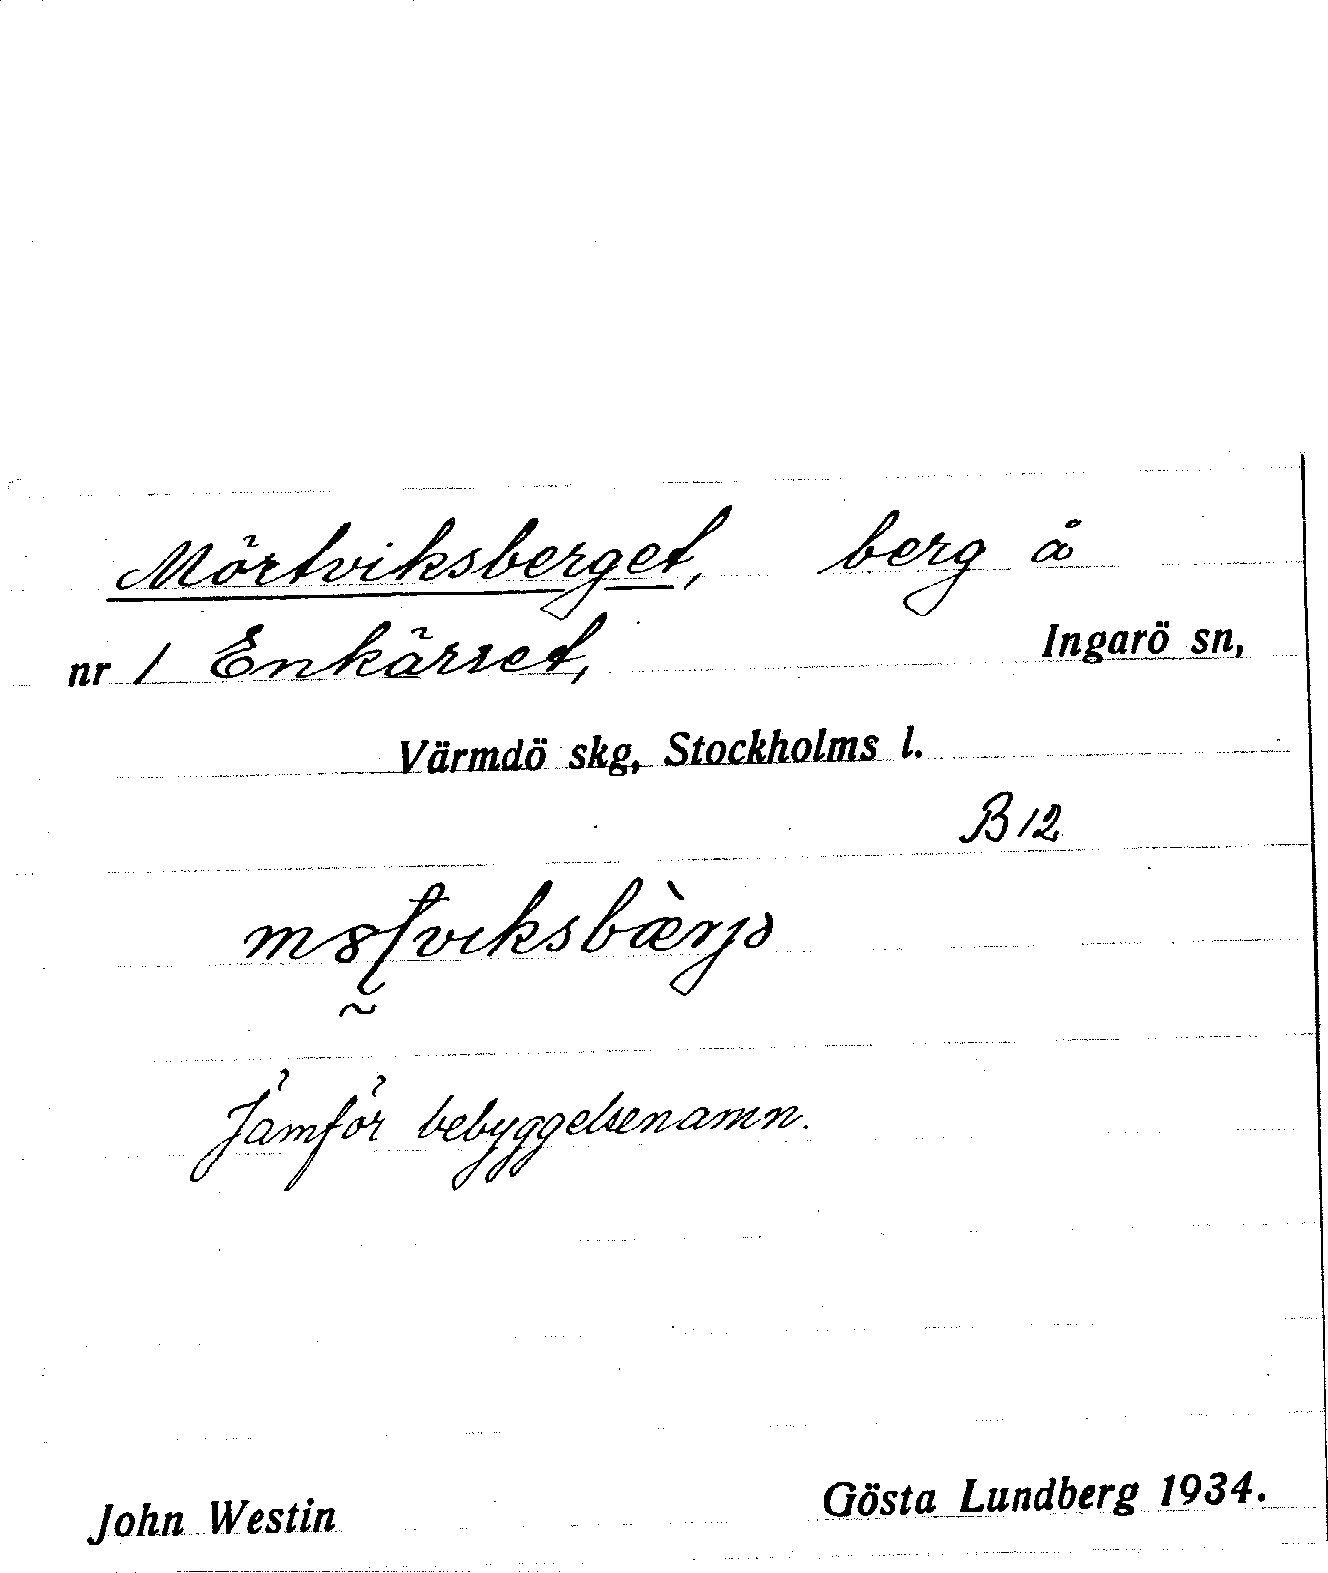 Mörtviksberget, berg å
nr 1 Enkärret, Ingarö sn,
Värmdö skg, Stockholms l.
B 12
Jämför bebyggelsenamn.
John Westin Gösta Lundberg 1934.